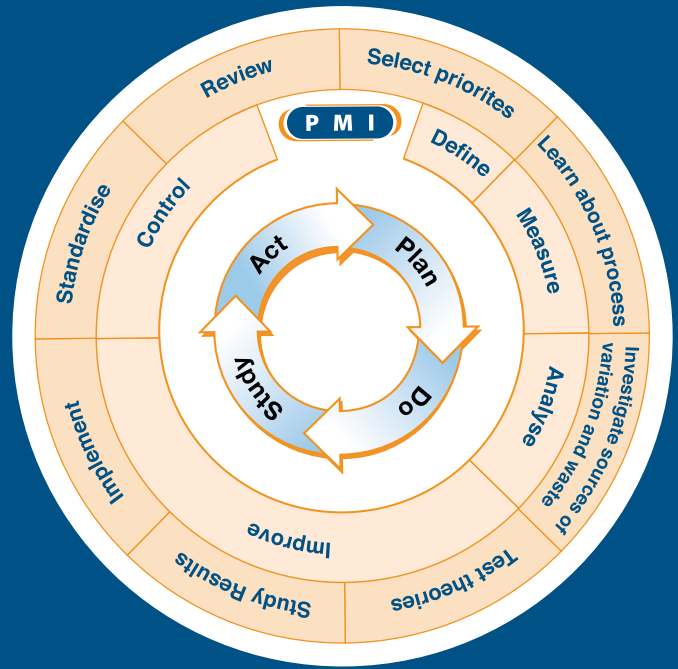 PMI
Select priorites
Learn about process
Investigate sources of
variation and waste
Test theories
Study Results
Implement
Standardise
Review
Define
Measure
Analyse
Improve
Control
Plan
Do
Study
Act